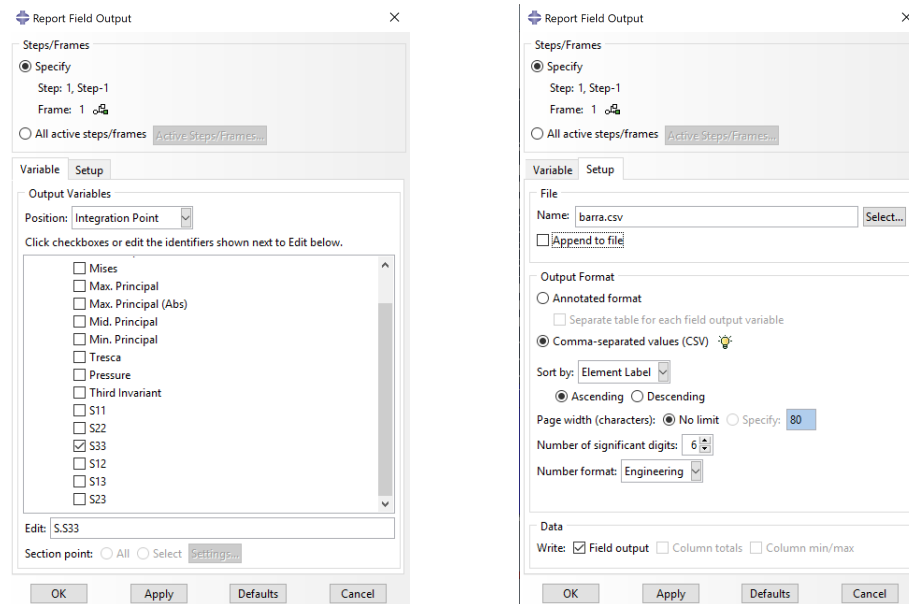 Report Field Output
Steps/Frames
Specify
Step: 1, Step-1
Frame: 1
All active steps/frames Active Steps/Frames...
Variable Setup
Output Variables
Position: Integration Point
Click checkboxes or edit the identifiers shown next to Edit below.
Mises
Max. Principal
Max. Principal (Abs)
Mid. Principal
Min. Principal
Tresca
Pressure
Third Invariant
S11
S22
S33
S12
S13
S23
Edit: S.S33
Section point: All Select Settings...
OK Apply Defaults Cancel
Report Field Output
Steps/Frames
Specify
Step: 1, Step-1
Frame: 1
All active steps/frames Active Steps/Frames...
Variable Setup
File
Name: barra.csv Select...
Append to file
Output Format
Annotated format
Separate table for each field output variable
Comma-separated values (CSV)
Sort by: Element Label
Ascending Descending
Page width (characters): No limit Specify: 80
Number of significant digits: 6
Number format: Engineering
Data
Write: Field output Column totals Column min/max
OK Apply Defaults Cancel